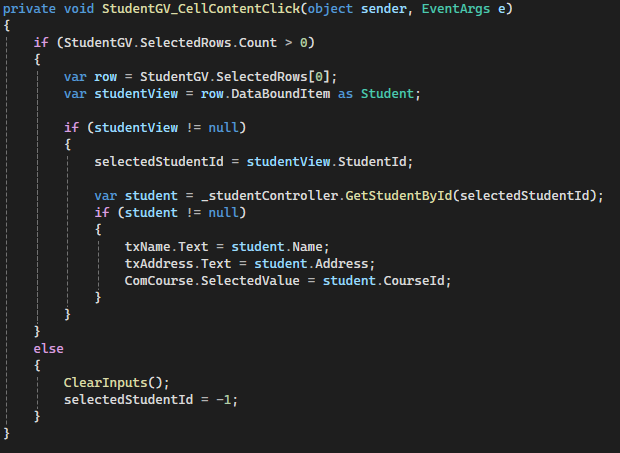 private void StudentGV_CellContentClick(object sender, EventArgs e)
{
    if (StudentGV.SelectedRows.Count > 0)
    {
        var row = StudentGV.SelectedRows[0];
        var studentView = row.DataBoundItem as Student;

        if (studentView != null)
        {
            selectedStudentId = studentView.StudentId;

            var student = _studentController.GetStudentById(selectedStudentId);
            if (student != null)
            {
                txName.Text = student.Name;
                txAddress.Text = student.Address;
                ComCourse.SelectedValue = student.CourseId;
            }
        }
    }
    else
    {
        ClearInputs();
        selectedStudentId = -1;
    }
}